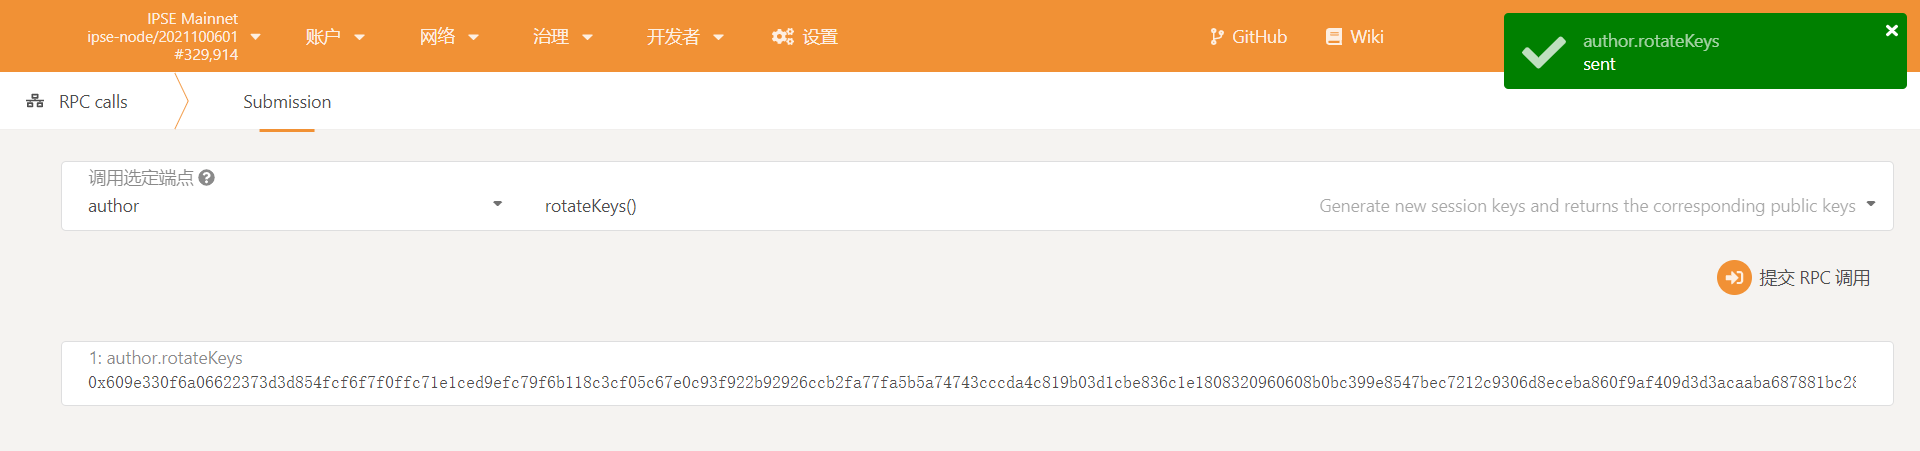 IPSE Mainnet
ipse-node/2021100601
#329,914
账户
网络
治理
开发者
设置
GitHub
Wiki
author.rotateKeys
sent
RPC calls
Submission
调用选定端点
author
rotateKeys()
Generate new session keys and returns the corresponding public keys
提交 RPC 调用
1: author.rotateKeys
0x609e330f6a06622373d3d854fcf6f7f0ffc71e1ced9efc79f6b118c3cf05c67e0c93f922b92926ccb2fa77fa5b5a74743cccda4c819b03d1cbe836c1e1808320960608b0bc399e8547bec7212c9306d8eceba860f9af409d3d3acaaba687881bc28